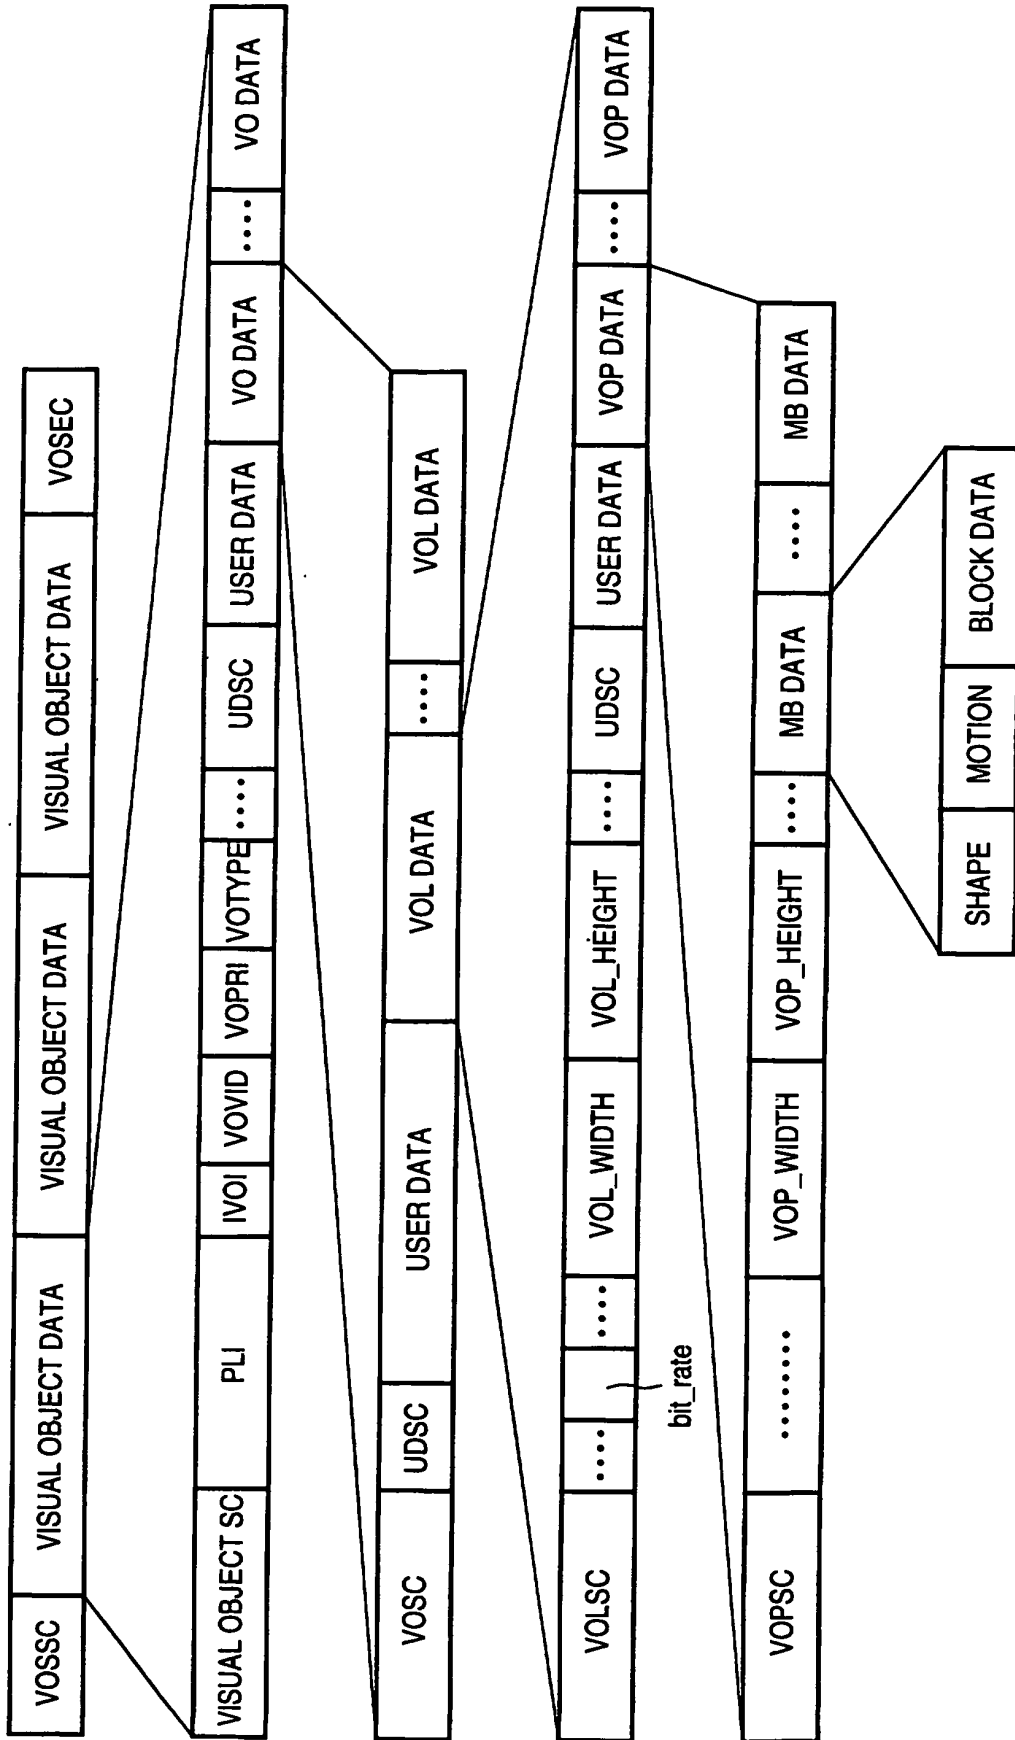 VOSSC VISUAL OBJECT DATA VISUAL OBJECT DATA VISUAL OBJECT DATA VOSEC
VISUAL OBJECT SC PLI IVOI VOVID VOPRI VOTYPE ···· UDSC USER DATA VO DATA ···· VO DATA
VOSC UDSC USER DATA VOL DATA ···· VOL DATA
VOLSC ···· ···· VOL_WIDTH VOL_HEIGHT ···· UDSC USER DATA VOP DATA ···· VOP DATA
bit_rate
VOPSC ········ VOP_WIDTH VOP_HEIGHT ···· MB DATA ···· MB DATA
SHAPE MOTION BLOCK DATA